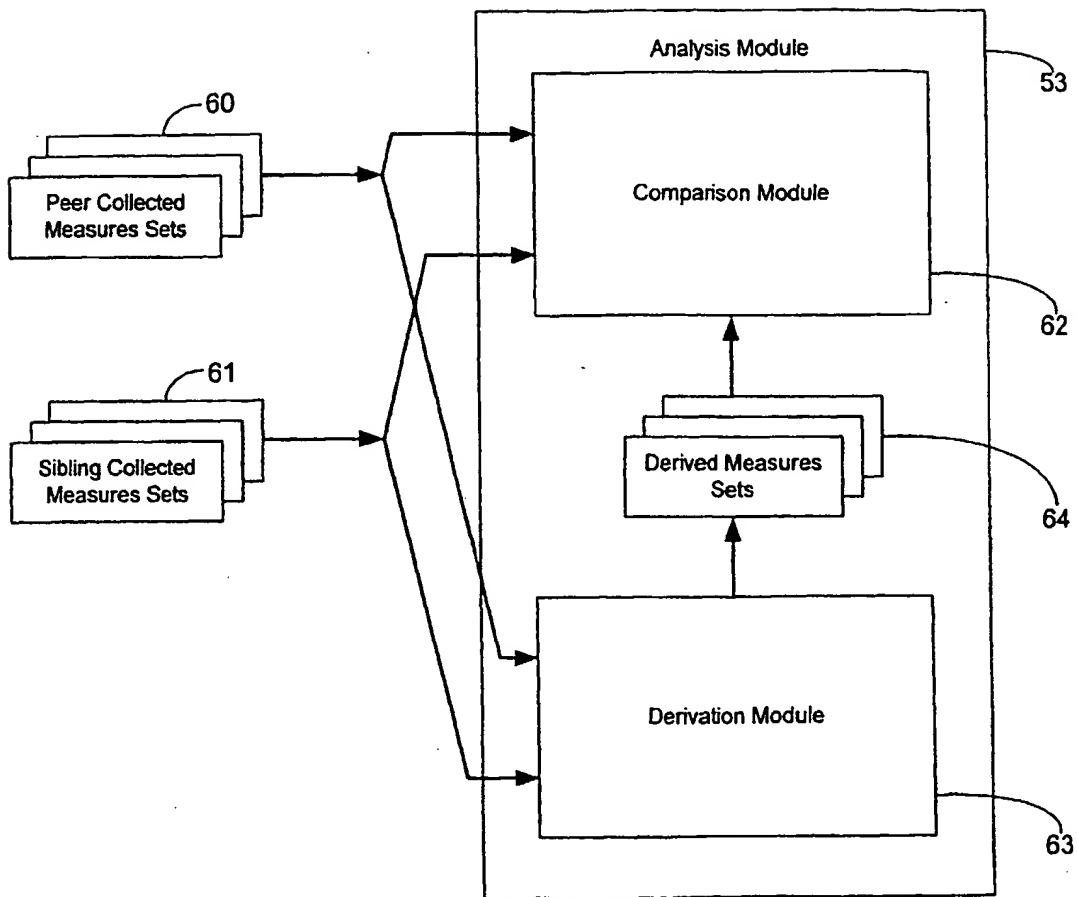 Analysis Module
53
60
Peer Collected
Measures Sets
Comparison Module
62
61
Sibling Collected
Measures Sets
Derived Measures
Sets
64
Derivation Module
63